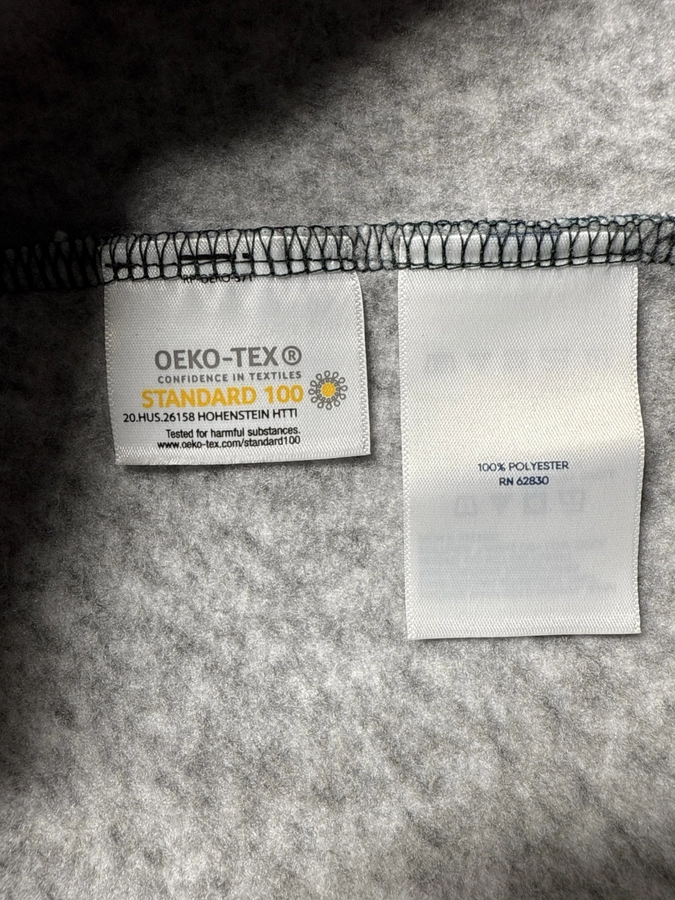 OEKO-TEX®
CONFIDENCE IN TEXTILES
STANDARD 100
20.HUS.26158 HOHENSTEIN HTTI
Tested for harmful substances.
www.oeko-tex.com/standard100
100% POLYESTER
RN 62830